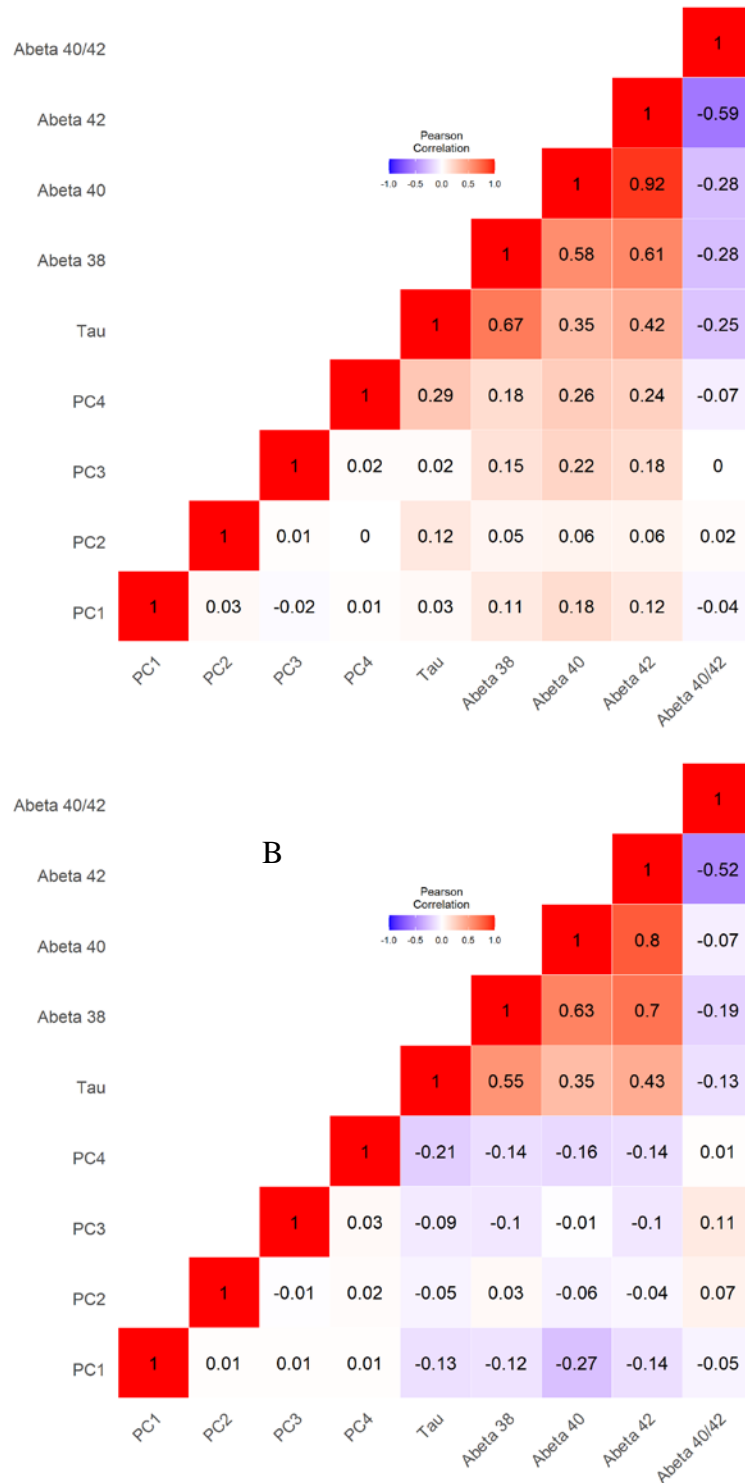 Abeta 40/42 1
Abeta 42 1 -0.59
Pearson
Correlation
-1.0 -0.5 0.0 0.5 1.0
Abeta 40 1 0.92 -0.28
Abeta 38 1 0.58 0.61 -0.28
Tau 1 0.67 0.35 0.42 -0.25
PC4 1 0.29 0.18 0.26 0.24 -0.07
PC3 1 0.02 0.02 0.15 0.22 0.18 0
PC2 1 0.01 0 0.12 0.05 0.06 0.06 0.02
PC1 1 0.03 -0.02 0.01 0.03 0.11 0.18 0.12 -0.04
PC1 PC2 PC3 PC4 Tau Abeta 38 Abeta 40 Abeta 42 Abeta 40/42
Abeta 40/42 1
B
Abeta 42 1 -0.52
Pearson
Correlation
-1.0 -0.5 0.0 0.5 1.0
Abeta 40 1 0.8 -0.07
Abeta 38 1 0.63 0.7 -0.19
Tau 1 0.55 0.35 0.43 -0.13
PC4 1 -0.21 -0.14 -0.16 -0.14 0.01
PC3 1 0.03 -0.09 -0.1 -0.01 -0.1 0.11
PC2 1 -0.01 0.02 -0.05 0.03 -0.06 -0.04 0.07
PC1 1 0.01 0.01 0.01 -0.13 -0.12 -0.27 -0.14 -0.05
PC1 PC2 PC3 PC4 Tau Abeta 38 Abeta 40 Abeta 42 Abeta 40/42